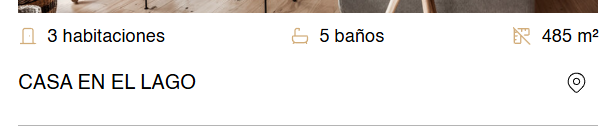 3 habitaciones 5 baños 485 m²
CASA EN EL LAGO